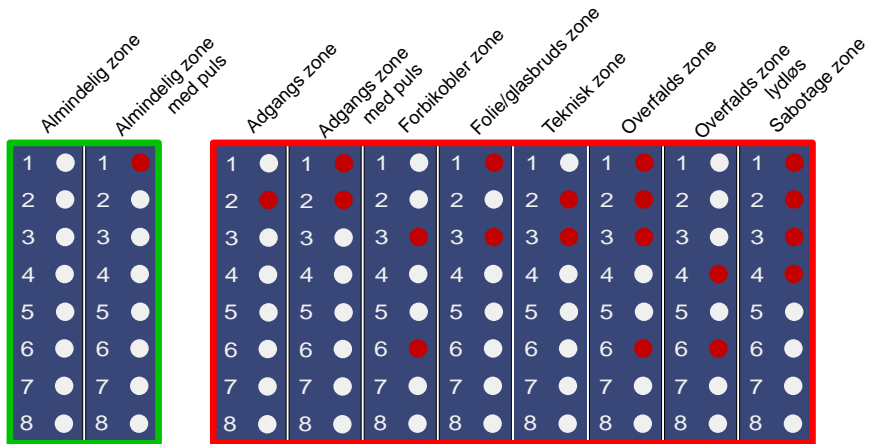 Almindelig zone
Almindelig zone
med puls
Adgangs zone
Adgangs zone
med puls
Forbikobler zone
Folie/glasbruds zone
Teknisk zone
Overfalds zone
Overfalds zone
lydløs
Sabotage zone
1 1 1 1 1 1 1 1 1 1
2 2 2 2 2 2 2 2 2 2
3 3 3 3 3 3 3 3 3 3
4 4 4 4 4 4 4 4 4 4
5 5 5 5 5 5 5 5 5 5
6 6 6 6 6 6 6 6 6 6
7 7 7 7 7 7 7 7 7 7
8 8 8 8 8 8 8 8 8 8